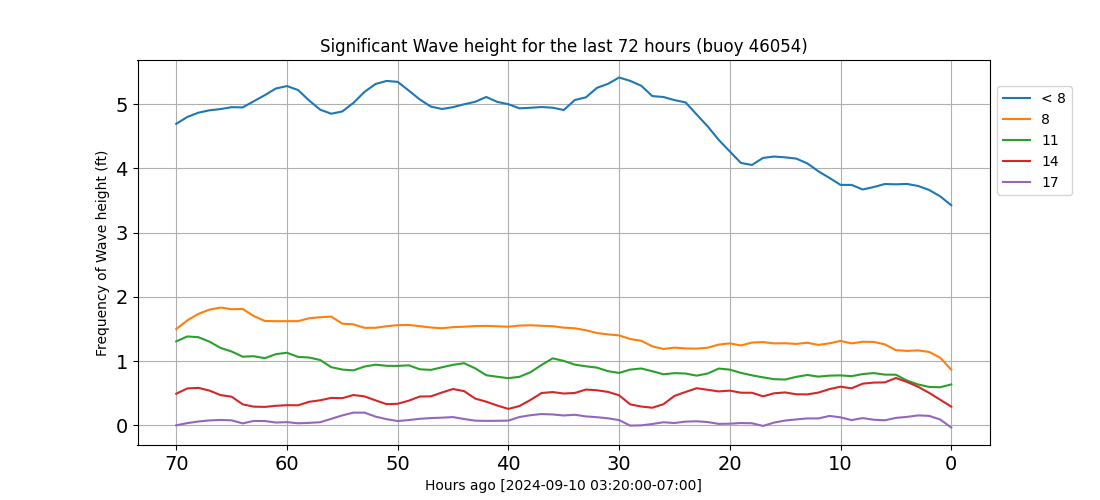 Significant Wave height for the last 72 hours (buoy 46054)
Frequency of Wave height (ft)
5
4
3
2
1
0
70 60 50 40 30 20 10 0
Hours ago [2024-09-10 03:20:00-07:00]
< 8
8
11
14
17